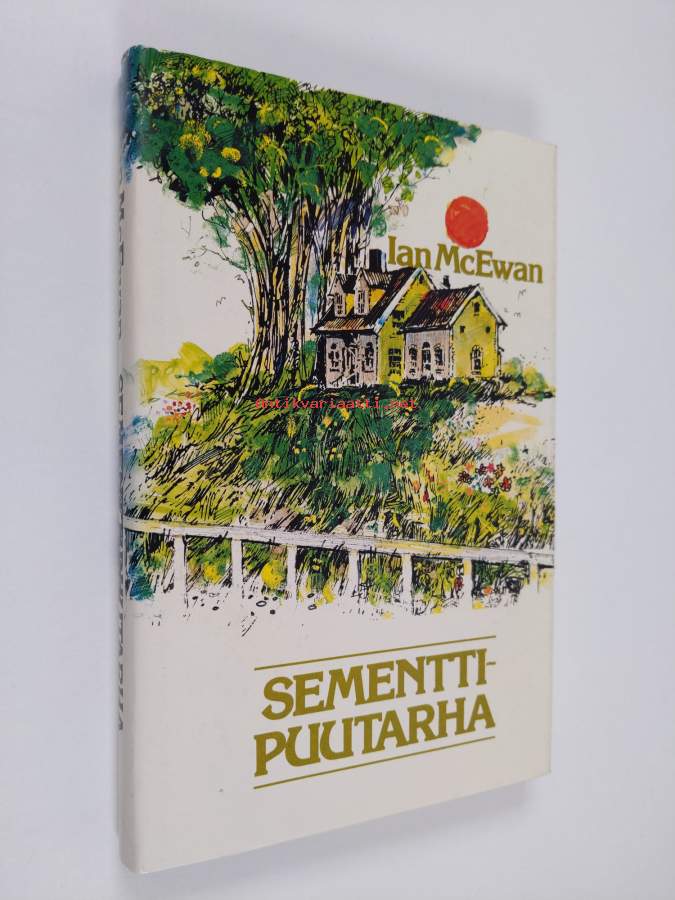 Ian McEwan
antikvariaatti.net
SEMENTTI-
PUUTARHA